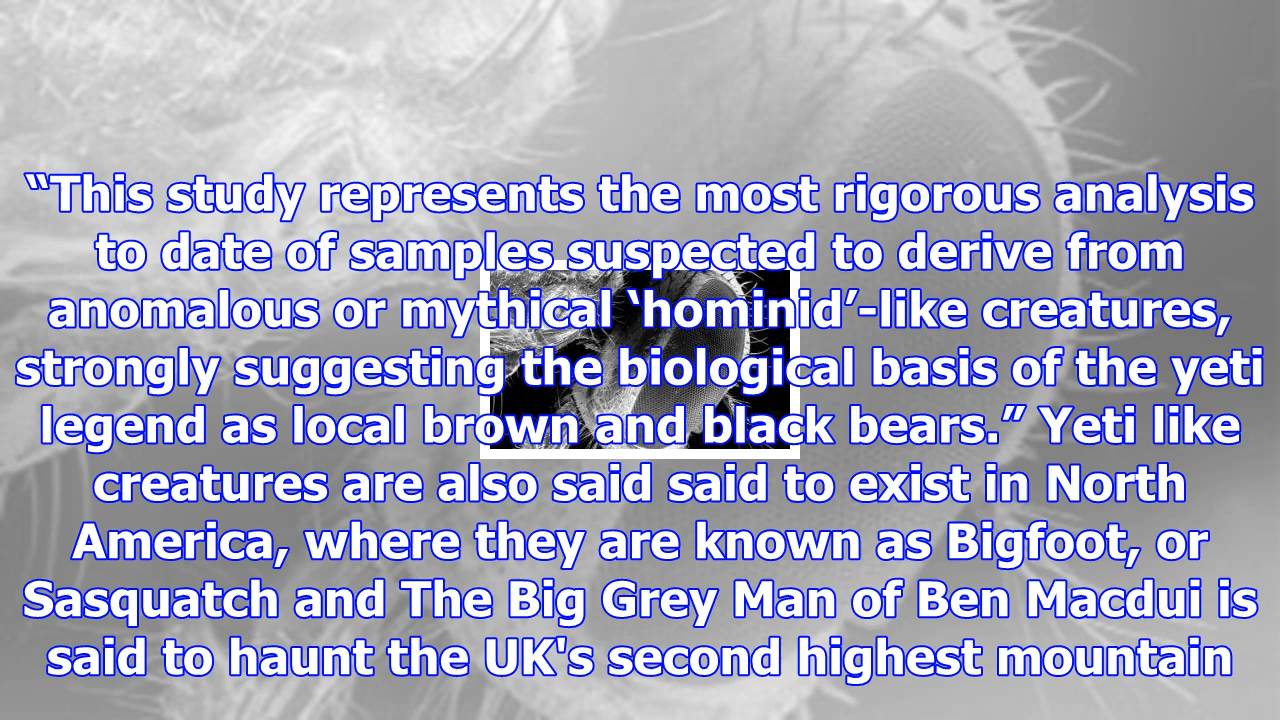 “This study represents the most rigorous analysis
to date of samples suspected to derive from
anomalous or mythical ‘hominid’-like creatures,
strongly suggesting the biological basis of the yeti
legend as local brown and black bears.” Yeti like
creatures are also said said to exist in North
America, where they are known as Bigfoot, or
Sasquatch and The Big Grey Man of Ben Macdui is
said to haunt the UK's second highest mountain